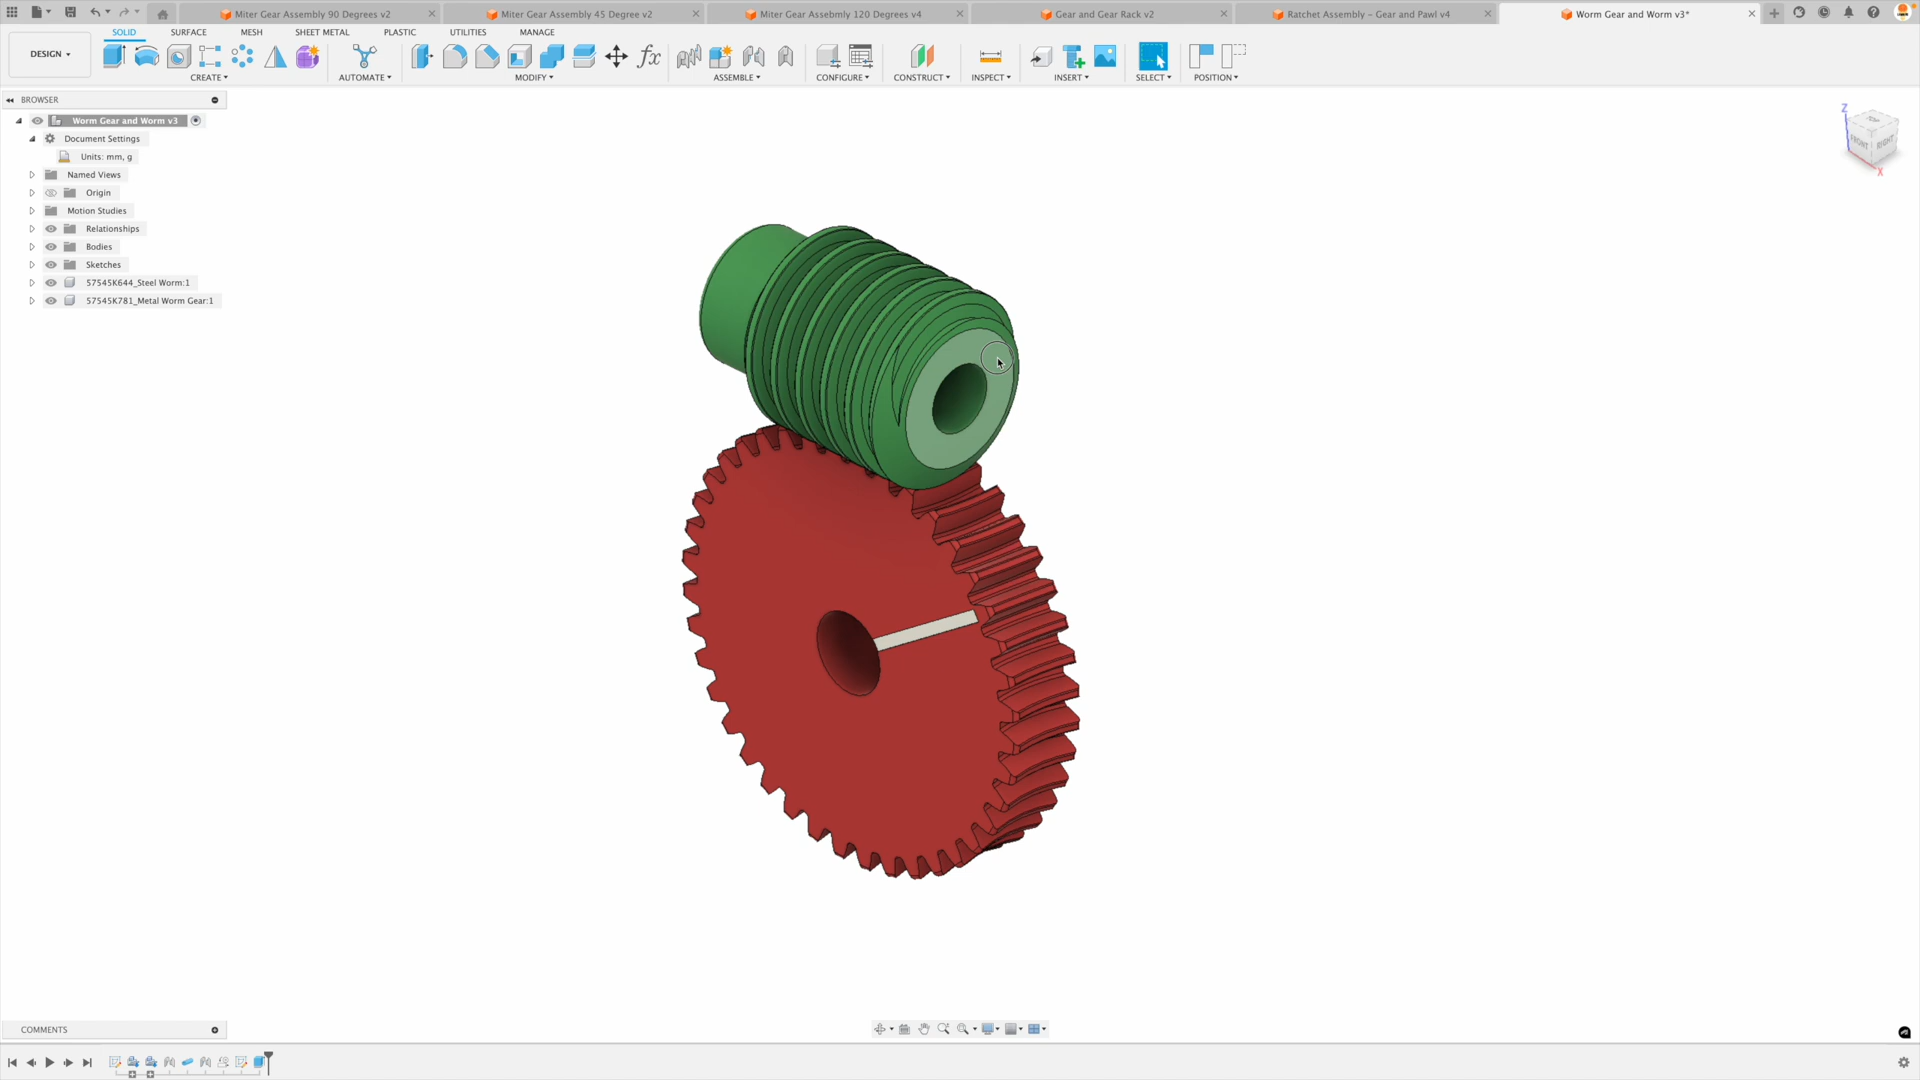 Miter Gear Assembly 90 Degrees v2
Miter Gear Assembly 45 Degree v2
Miter Gear Assebmly 120 Degrees v4
Gear and Gear Rack v2
Ratchet Assembly - Gear and Pawl v4
Worm Gear and Worm v3*
SOLID
SURFACE
MESH
SHEET METAL
PLASTIC
UTILITIES
MANAGE
DESIGN
fx
CREATE
AUTOMATE
MODIFY
ASSEMBLE
CONFIGURE
CONSTRUCT
INSPECT
INSERT
SELECT
POSITION
BROWSER
Worm Gear and Worm v3
Document Settings
Units: mm, g
Named Views
Origin
Motion Studies
Relationships
Bodies
Sketches
57545K644_Steel Worm:1
57545K781_Metal Worm Gear:1
Z
FRONT
RIGHT
X
COMMENTS